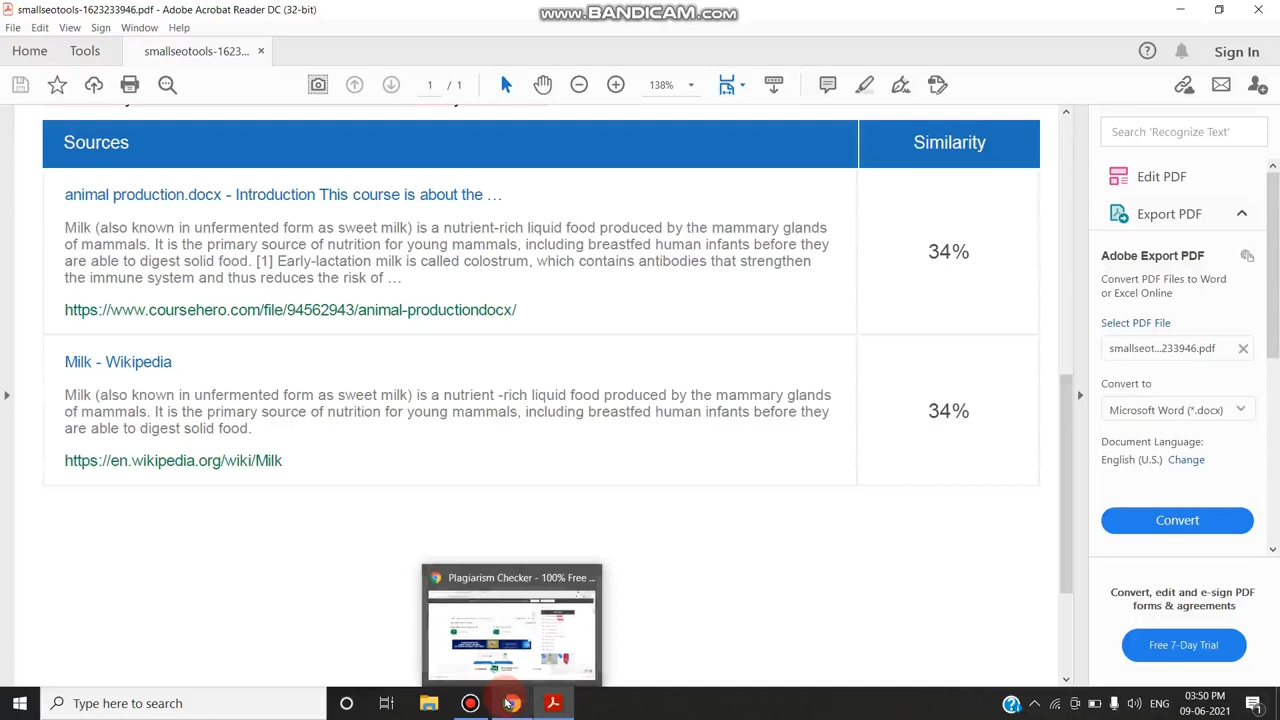 smallseotools-1623233946.pdf - Adobe Acrobat Reader DC (32-bit)
www.BANDICAM.com
File Edit View Sign Window Help
Home Tools smallseotools-1623... × Sign In
1 / 1 138%
Sources Similarity
animal production.docx - Introduction This course is about the …
Milk (also known in unfermented form as sweet milk) is a nutrient-rich liquid food produced by the mammary glands
of mammals. It is the primary source of nutrition for young mammals, including breastfed human infants before they
are able to digest solid food. [1] Early-lactation milk is called colostrum, which contains antibodies that strengthen
the immune system and thus reduces the risk of …
34%
https://www.coursehero.com/file/94562943/animal-productiondocx/
Milk - Wikipedia
Milk (also known in unfermented form as sweet milk) is a nutrient -rich liquid food produced by the mammary glands
of mammals. It is the primary source of nutrition for young mammals, including breastfed human infants before they
are able to digest solid food.
34%
https://en.wikipedia.org/wiki/Milk
Search 'Recognize Text'
Edit PDF
Export PDF
Adobe Export PDF
Convert PDF Files to Word
or Excel Online
Select PDF File
smallseot...233946.pdf
Convert to
Microsoft Word (*.docx)
Document Language:
English (U.S.) Change
Convert
Convert, edit and e-sign PDF
forms & agreements
Free 7-Day Trial
Plagiarism Checker - 100% Free ...
Type here to search
ENG
03:50 PM
09-06-2021